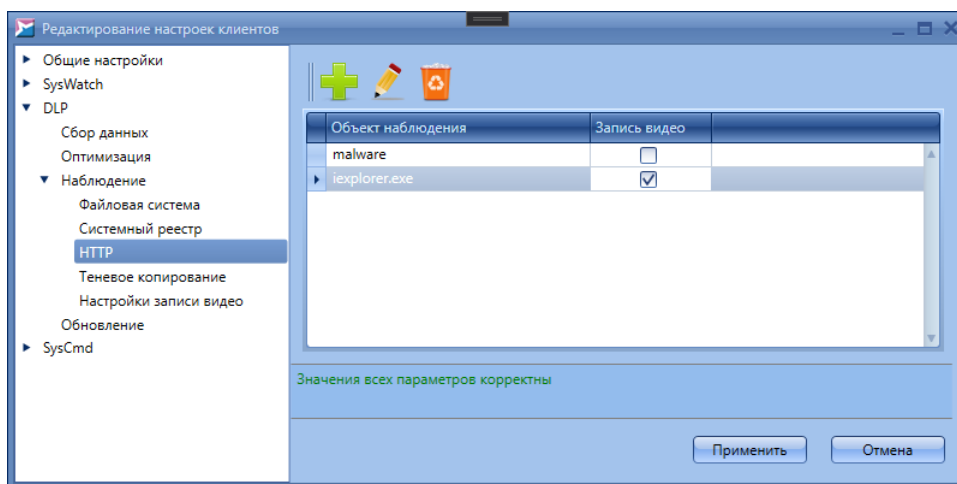 Редактирование настроек клиентов
Общие настройки
SysWatch
DLP
Сбор данных
Оптимизация
Наблюдение
Файловая система
Системный реестр
HTTP
Теневое копирование
Настройки записи видео
Обновление
SysCmd
Объект наблюдения Запись видео
malware
iexplorer.exe
Значения всех параметров корректны
Применить Отмена